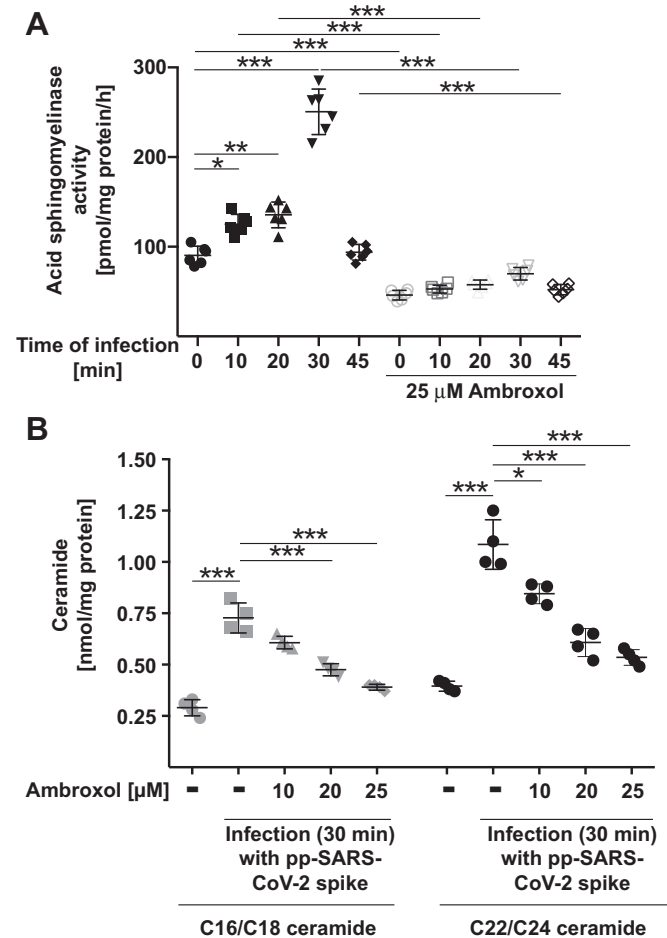 A
***
***
***
***
***
***
**
*
Acid sphingomyelinase
activity
[pmol/mg protein/h]
300
200
100
Time of infection
[min]
0 10 20 30 45 0 10 20 30 45
25 μM Ambroxol
B
***
***
*
***
***
***
***
Ceramide
[nmol/mg protein]
1.50
1.25
1.00
0.75
0.50
0.25
Ambroxol [µM] - - 10 20 25 - - 10 20 25
Infection (30 min)
with pp-SARS-
CoV-2 spike
Infection (30 min)
with pp-SARS-
CoV-2 spike
C16/C18 ceramide
C22/C24 ceramide